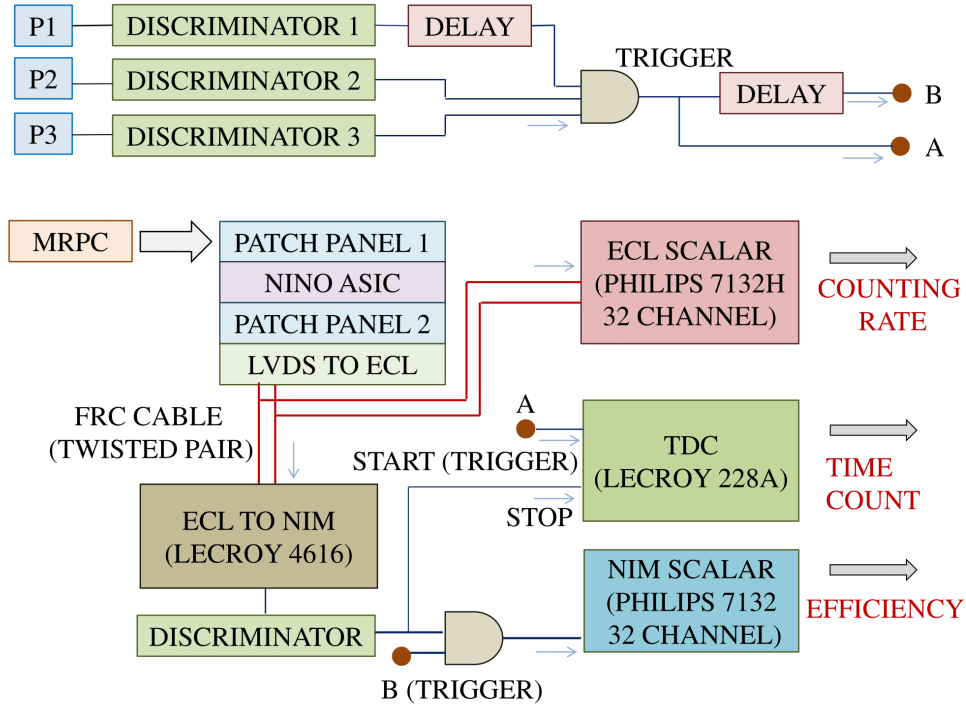 P1
DISCRIMINATOR 1
DELAY
P2
DISCRIMINATOR 2
P3
DISCRIMINATOR 3
TRIGGER
DELAY
B
A
MRPC
PATCH PANEL 1
NINO ASIC
PATCH PANEL 2
LVDS TO ECL
ECL SCALAR
(PHILIPS 7132H
32 CHANNEL)
COUNTING
RATE
FRC CABLE
(TWISTED PAIR)
A
START (TRIGGER)
STOP
TDC
(LECROY 228A)
TIME
COUNT
ECL TO NIM
(LECROY 4616)
DISCRIMINATOR
B (TRIGGER)
NIM SCALAR
(PHILIPS 7132
32 CHANNEL)
EFFICIENCY